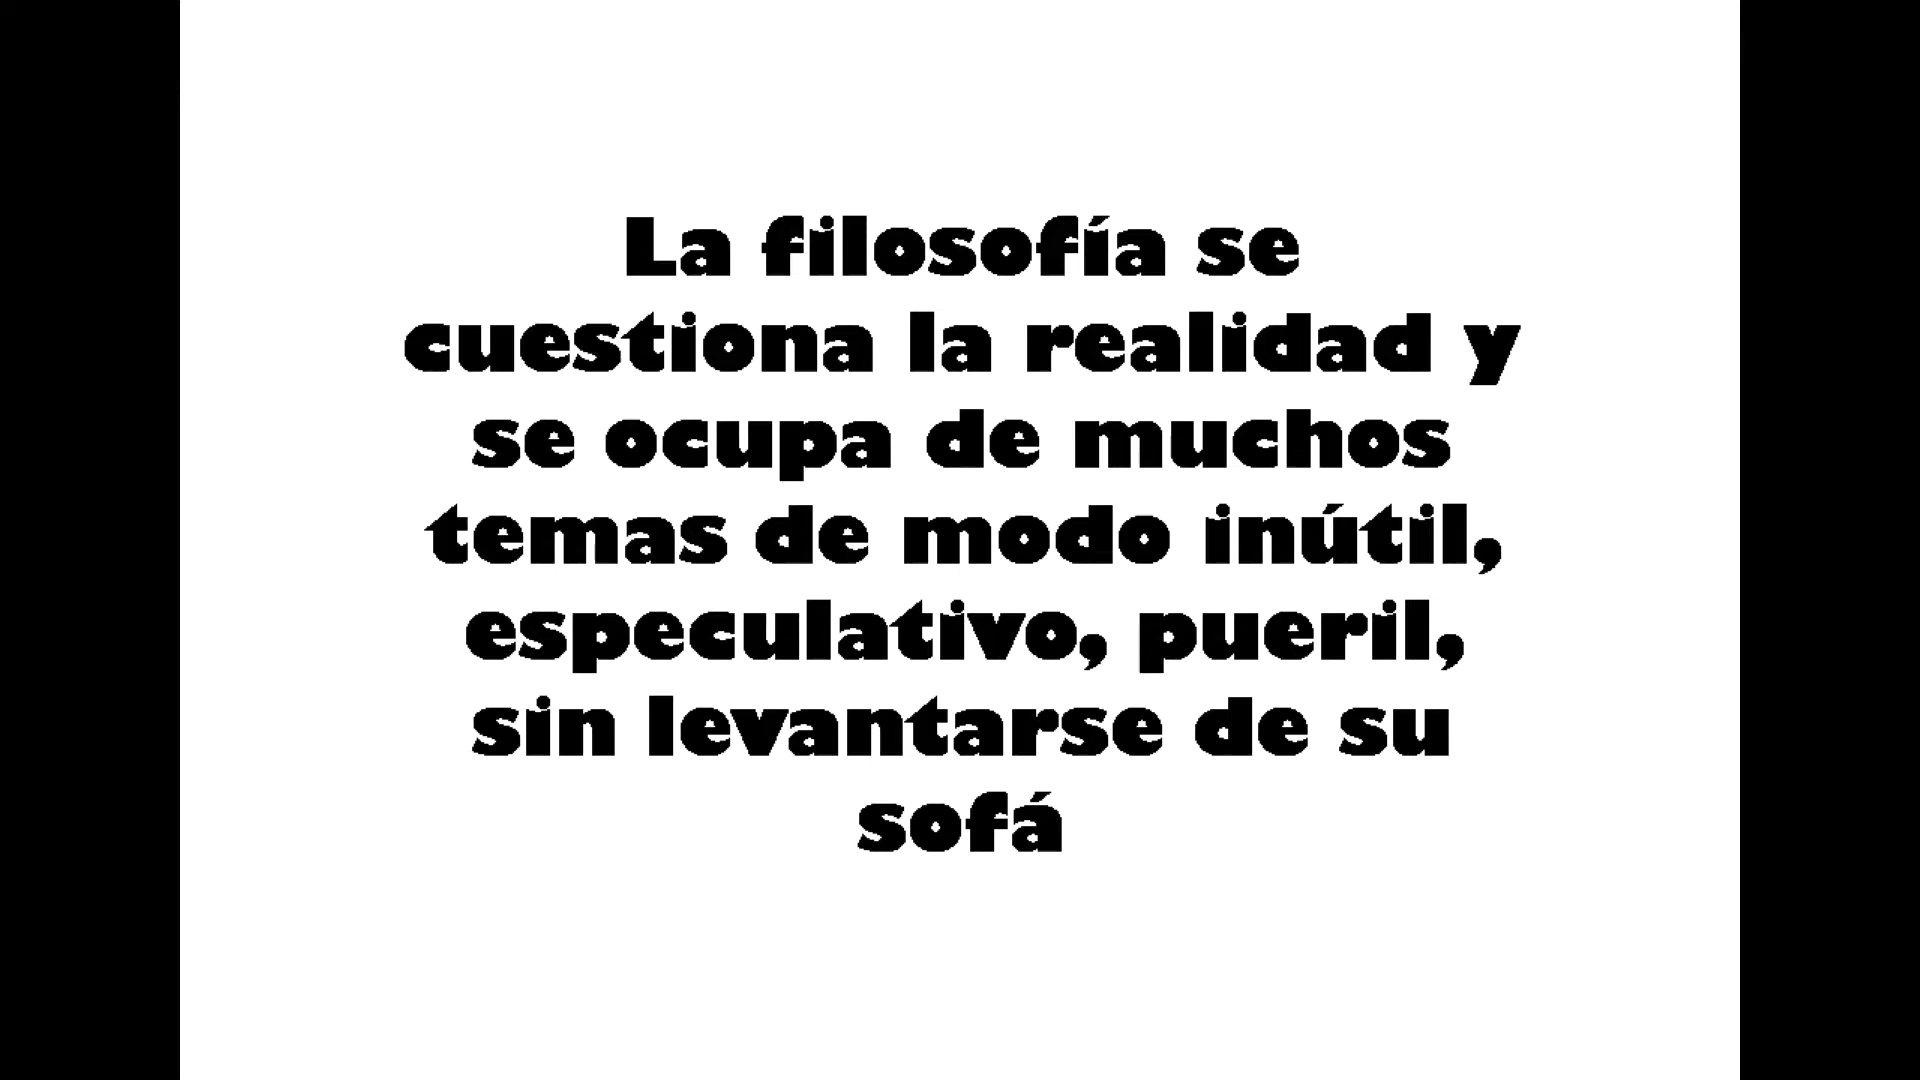 La filosofía se
cuestiona la realidad y
se ocupa de muchos
temas de modo inútil,
especulativo, pueril,
sin levantarse de su
sofá